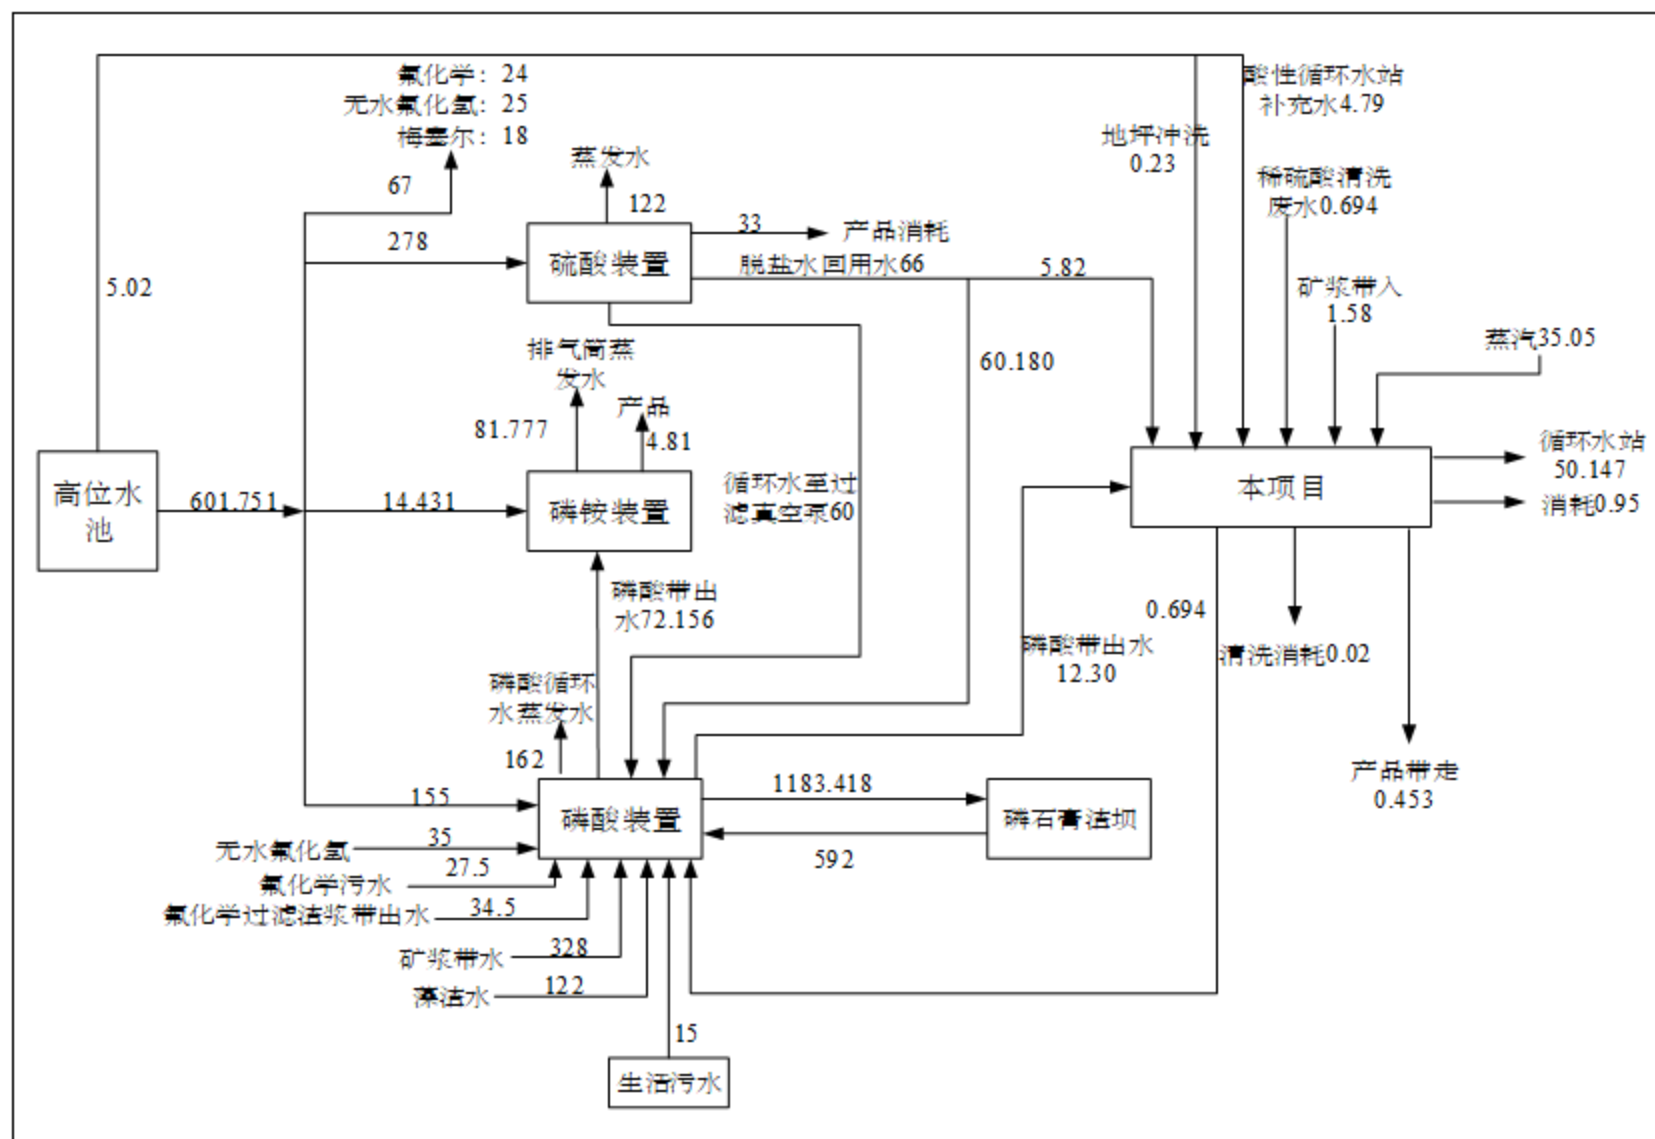 氟化学：24
无水氟化氢：25
梅塞尔：18
67
278
5.02
蒸发水
122
33
产品消耗
硫酸装置
脱盐水回用水66
5.82
地坪冲洗
0.23
酸性循环水站
补充水4.79
稀硫酸清洗
废水0.694
矿浆带入
1.58
蒸汽35.05
60.180
排气筒蒸
发水
81.777
产品
4.81
高位水
池
601.751
14.431
磷铵装置
循环水至过
滤真空泵60
本项目
循环水站
50.147
消耗0.95
磷酸带出
水72.156
0.694
磷酸带出水
12.30
清洗消耗0.02
产品带走
0.453
磷酸循环
水蒸发水
162
155
磷酸装置
1183.418
592
磷石膏渣坝
无水氟化氢
35
氟化学污水
27.5
氟化学过滤渣浆带出水
34.5
矿浆带水
328
藻渣水
122
15
生活污水